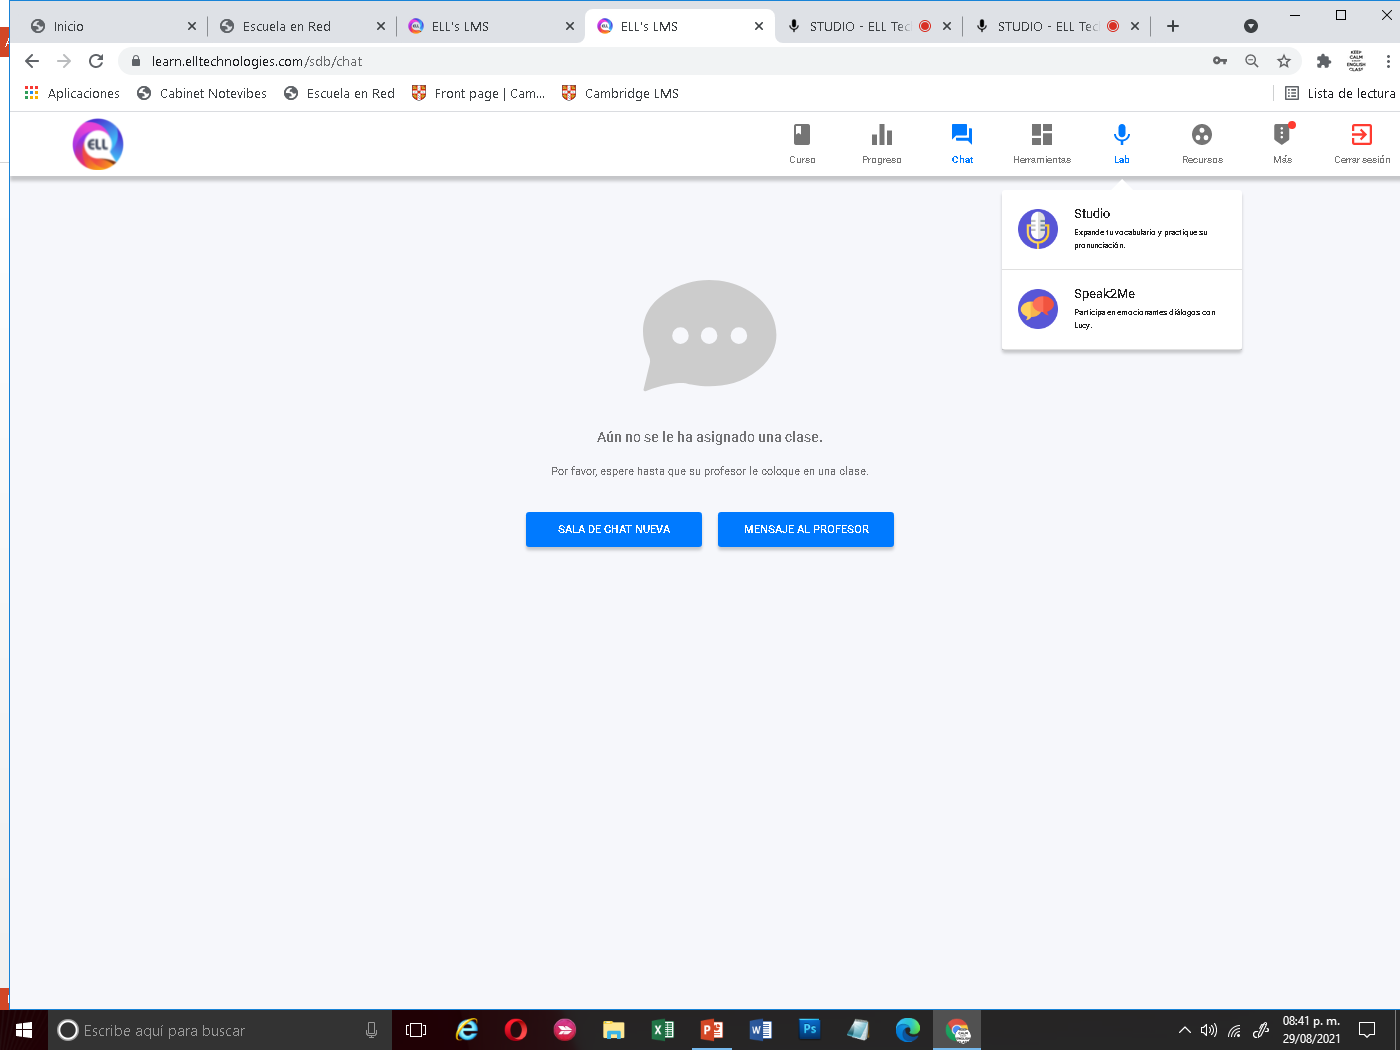 Inicio
Escuela en Red
ELL's LMS
ELL's LMS
STUDIO - ELL Tec
STUDIO - ELL Tec
learn.elltechnologies.com/sdb/chat
KEEP CALM
ENGLISH CLASS
Aplicaciones
Cabinet Notevibes
Escuela en Red
Front page | Cam...
Cambridge LMS
Lista de lectura
ELL
Curso
Progreso
Chat
Herramientas
Lab
Recursos
Más
Cerrar sesión
Studio
Expande tu vocabulario y practique su
pronunciación.
Speak2Me
Participa en emocionantes diálogos con
Lucy.
Aún no se le ha asignado una clase.
Por favor, espere hasta que su profesor le coloque en una clase.
SALA DE CHAT NUEVA
MENSAJE AL PROFESOR
Escribe aquí para buscar
08:41 p. m.
29/08/2021